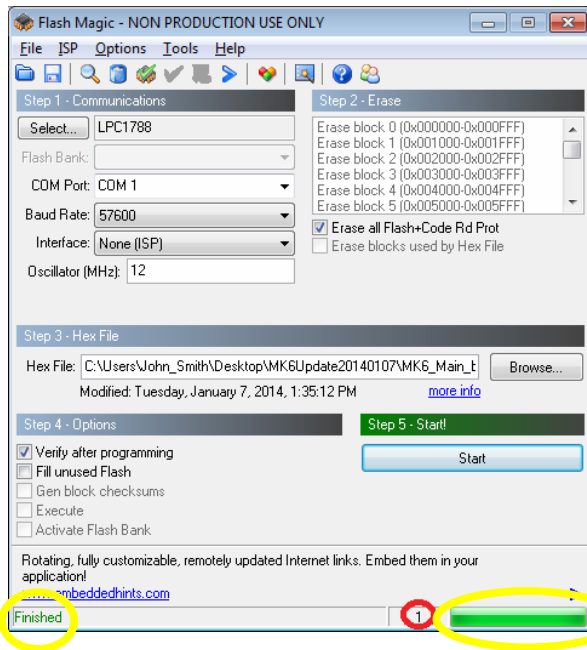 Flash Magic - NON PRODUCTION USE ONLY
File ISP Options Tools Help
Step 1 - Communications
Select... LPC1788
Flash Bank:
COM Port: COM 1
Baud Rate: 57600
Interface: None (ISP)
Oscillator (MHz): 12
Step 2 - Erase
Erase block 0 (0x000000-0x000FFF)
Erase block 1 (0x001000-0x001FFF)
Erase block 2 (0x002000-0x002FFF)
Erase block 3 (0x003000-0x003FFF)
Erase block 4 (0x004000-0x004FFF)
Erase block 5 (0x005000-0x005FFF)
Erase all Flash+Code Rd Prot
Erase blocks used by Hex File
Step 3 - Hex File
Hex File: C:\Users\John_Smith\Desktop\MK6Update20140107\MK6_Main_b Browse...
Modified: Tuesday, January 7, 2014, 1:35:12 PM more info
Step 4 - Options
Verify after programming
Fill unused Flash
Gen block checksums
Execute
Activate Flash Bank
Step 5 - Start!
Start
Rotating, fully customizable, remotely updated Internet links. Embed them in your
application!
www.embeddedhints.com
Finished 1